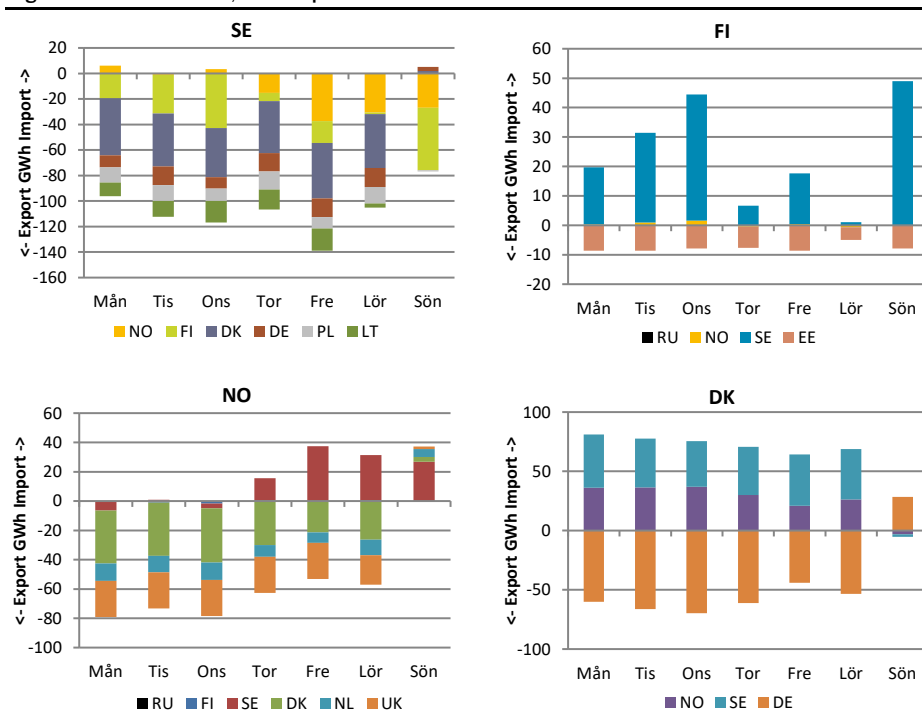 SE
20
0
-20
-40
-60
-80
-100
-120
-140
-160
<- Export GWh Import ->
Mån Tis Ons Tor Fre Lör Sön
NO FI DK DE PL LT
FI
60
50
40
30
20
10
0
-10
-20
<- Export GWh Import ->
Mån Tis Ons Tor Fre Lör Sön
RU NO SE EE
NO
60
40
20
0
-20
-40
-60
-80
-100
<- Export GWh Import ->
Mån Tis Ons Tor Fre Lör Sön
RU FI SE DK NL UK
DK
100
50
0
-50
-100
<- Export GWh Import ->
Mån Tis Ons Tor Fre Lör Sön
NO SE DE